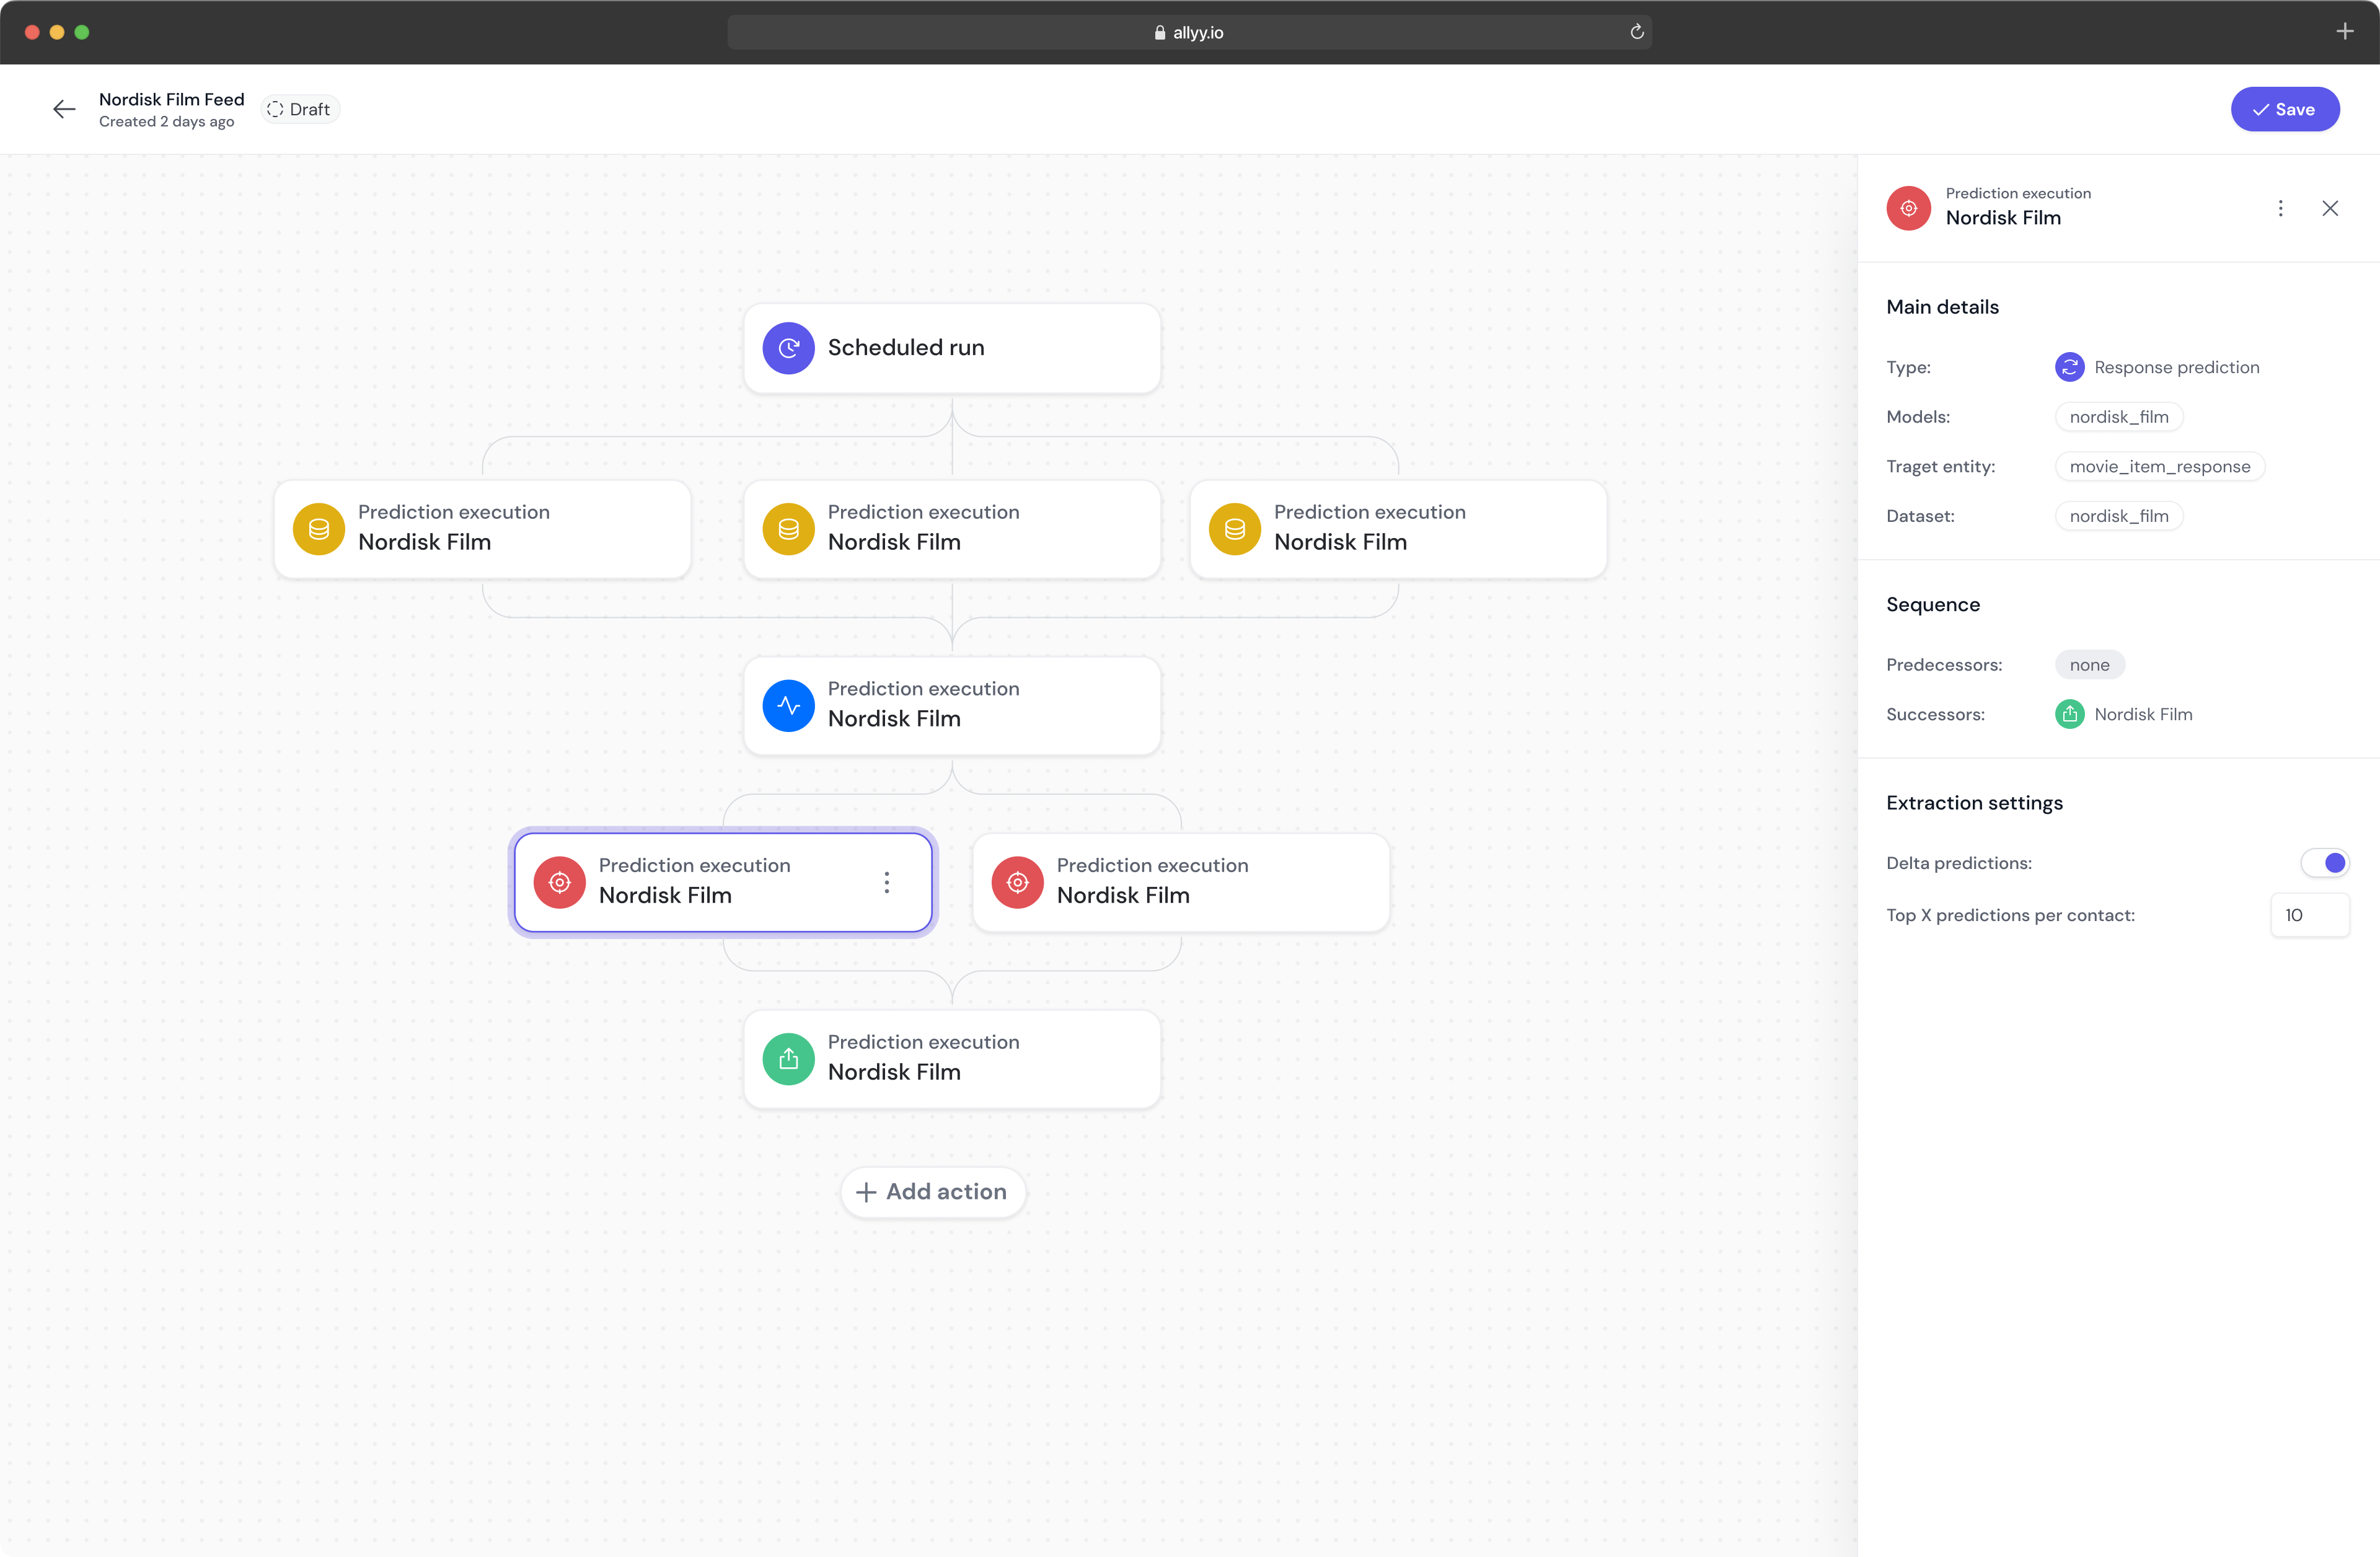 allyy.io
Nordisk Film Feed
Created 2 days ago
Draft
Save
Scheduled run
Prediction execution
Nordisk Film
Prediction execution
Nordisk Film
Prediction execution
Nordisk Film
Prediction execution
Nordisk Film
Prediction execution
Nordisk Film
Prediction execution
Nordisk Film
Prediction execution
Nordisk Film
Add action
Prediction execution
Nordisk Film
Main details
Type: Response prediction
Models: nordisk_film
Traget entity: movie_item_response
Dataset: nordisk_film
Sequence
Predecessors: none
Successors: Nordisk Film
Extraction settings
Delta predictions:
Top X predictions per contact: 10